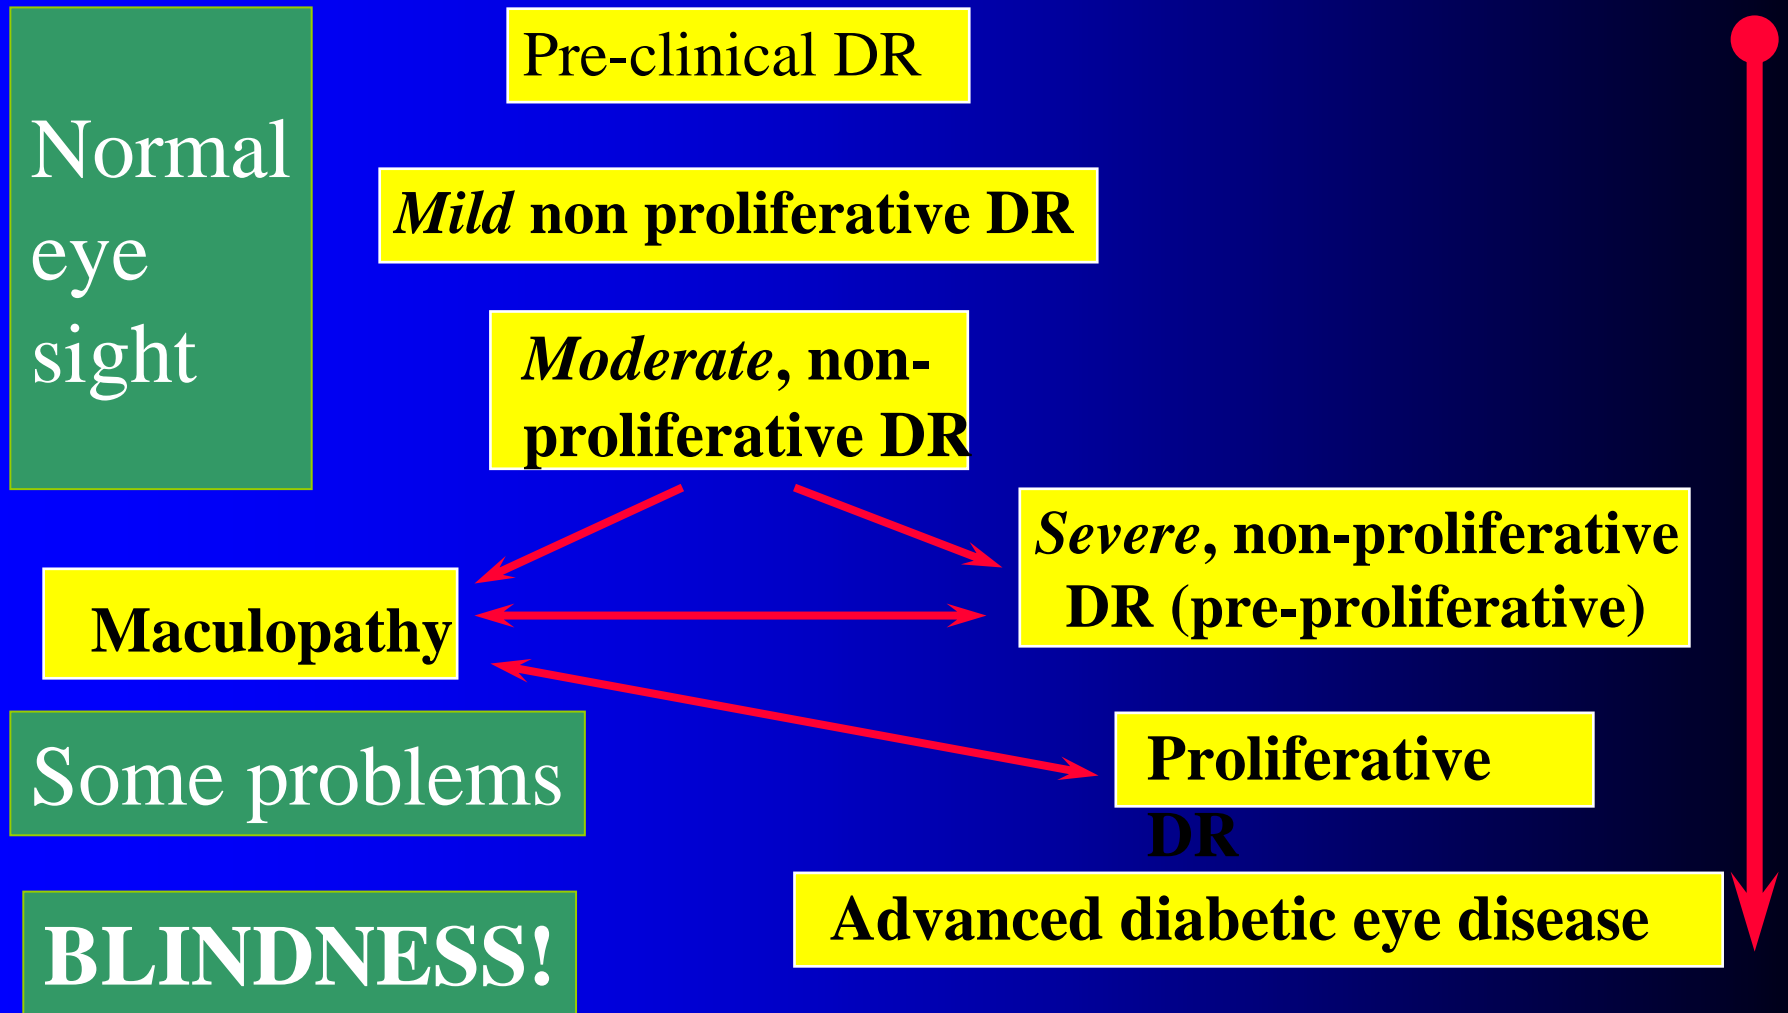 Normal
eye
sight
Pre-clinical DR
Mild non proliferative DR
Moderate, non-
proliferative DR
Severe, non-proliferative
DR (pre-proliferative)
Maculopathy
Some problems
Proliferative
DR
Advanced diabetic eye disease
BLINDNESS!